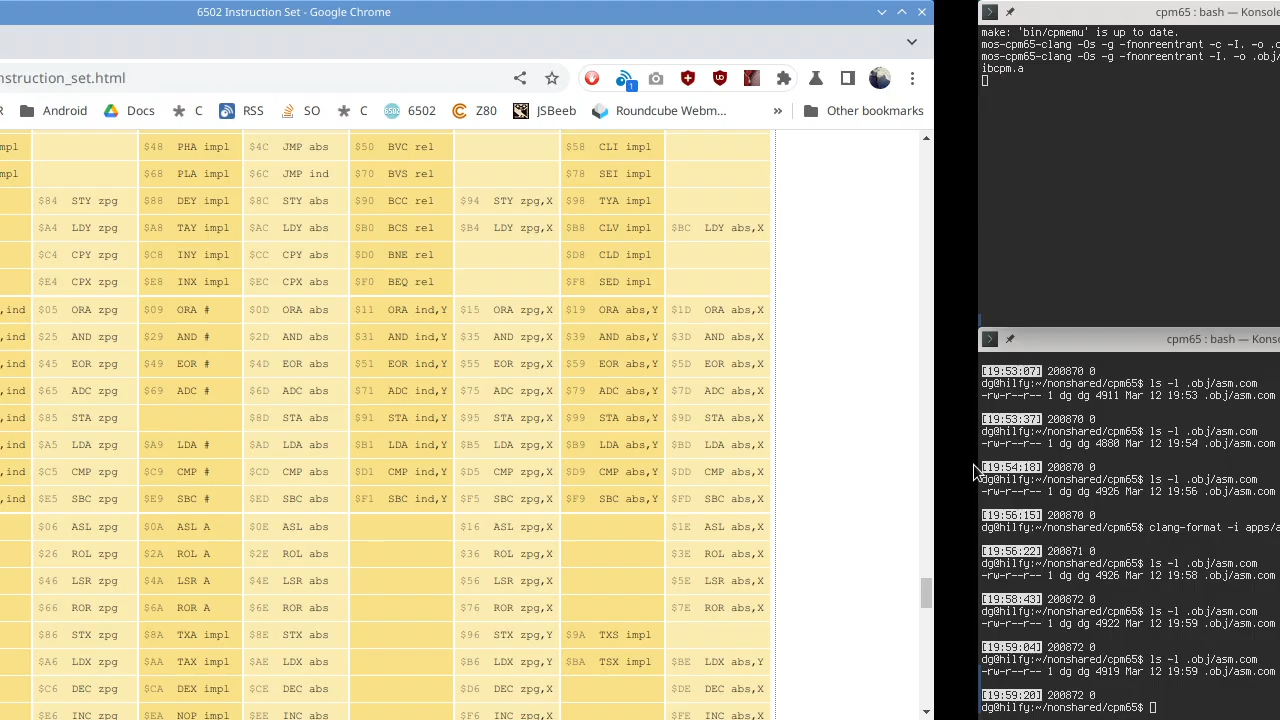 6502 Instruction Set - Google Chrome
nstruction_set.html
1
R Android Docs C RSS SO C 6502 Z80 JSBeeb Roundcube Webm... » Other bookmarks
mpl $48 PHA impl $4C JMP abs $50 BVC rel $58 CLI impl
mpl $68 PLA impl $6C JMP ind $70 BVS rel $78 SEI impl
$84 STY zpg $88 DEY impl $8C STY abs $90 BCC rel $94 STY zpg,X $98 TYA impl
$A4 LDY zpg $A8 TAY impl $AC LDY abs $B0 BCS rel $B4 LDY zpg,X $B8 CLV impl $BC LDY abs,X
$C4 CPY zpg $C8 INY impl $CC CPY abs $D0 BNE rel $D8 CLD impl
$E4 CPX zpg $E8 INX impl $EC CPX abs $F0 BEQ rel $F8 SED impl
,ind $05 ORA zpg $09 ORA # $0D ORA abs $11 ORA ind,Y $15 ORA zpg,X $19 ORA abs,Y $1D ORA abs,X
,ind $25 AND zpg $29 AND # $2D AND abs $31 AND ind,Y $35 AND zpg,X $39 AND abs,Y $3D AND abs,X
,ind $45 EOR zpg $49 EOR # $4D EOR abs $51 EOR ind,Y $55 EOR zpg,X $59 EOR abs,Y $5D EOR abs,X
,ind $65 ADC zpg $69 ADC # $6D ADC abs $71 ADC ind,Y $75 ADC zpg,X $79 ADC abs,Y $7D ADC abs,X
,ind $85 STA zpg $8D STA abs $91 STA ind,Y $95 STA zpg,X $99 STA abs,Y $9D STA abs,X
,ind $A5 LDA zpg $A9 LDA # $AD LDA abs $B1 LDA ind,Y $B5 LDA zpg,X $B9 LDA abs,Y $BD LDA abs,X
,ind $C5 CMP zpg $C9 CMP # $CD CMP abs $D1 CMP ind,Y $D5 CMP zpg,X $D9 CMP abs,Y $DD CMP abs,X
,ind $E5 SBC zpg $E9 SBC # $ED SBC abs $F1 SBC ind,Y $F5 SBC zpg,X $F9 SBC abs,Y $FD SBC abs,X
$06 ASL zpg $0A ASL A $0E ASL abs $16 ASL zpg,X $1E ASL abs,X
$26 ROL zpg $2A ROL A $2E ROL abs $36 ROL zpg,X $3E ROL abs,X
$46 LSR zpg $4A LSR A $4E LSR abs $56 LSR zpg,X $5E LSR abs,X
$66 ROR zpg $6A ROR A $6E ROR abs $76 ROR zpg,X $7E ROR abs,X
$86 STX zpg $8A TXA impl $8E STX abs $96 STX zpg,Y $9A TXS impl
$A6 LDX zpg $AA TAX impl $AE LDX abs $B6 LDX zpg,Y $BA TSX impl $BE LDX abs,Y
$C6 DEC zpg $CA DEX impl $CE DEC abs $D6 DEC zpg,X $DE DEC abs,X
$E6 INC zpg $EA NOP impl $EE INC abs $F6 INC zpg,X $FE INC abs,X
cpm65 : bash — Konsole
make: 'bin/cpmemu' is up to date.
mos-cpm65-clang -Os -g -fnonreentrant -c -I. -o .o
mos-cpm65-clang -Os -g -fnonreentrant -I. -o .obj/
ibcpm.a
cpm65 : bash — Konso
[19:53:07] 200870 0
dg@hilfy:~/nonshared/cpm65$ ls -l .obj/asm.com
-rw-r--r-- 1 dg dg 4911 Mar 12 19:53 .obj/asm.com
[19:53:37] 200870 0
dg@hilfy:~/nonshared/cpm65$ ls -l .obj/asm.com
-rw-r--r-- 1 dg dg 4880 Mar 12 19:54 .obj/asm.com
[19:54:18] 200870 0
dg@hilfy:~/nonshared/cpm65$ ls -l .obj/asm.com
-rw-r--r-- 1 dg dg 4926 Mar 12 19:56 .obj/asm.com
[19:56:15] 200870 0
dg@hilfy:~/nonshared/cpm65$ clang-format -i apps/a
[19:56:22] 200871 0
dg@hilfy:~/nonshared/cpm65$ ls -l .obj/asm.com
-rw-r--r-- 1 dg dg 4926 Mar 12 19:58 .obj/asm.com
[19:58:43] 200872 0
dg@hilfy:~/nonshared/cpm65$ ls -l .obj/asm.com
-rw-r--r-- 1 dg dg 4922 Mar 12 19:59 .obj/asm.com
[19:59:04] 200872 0
dg@hilfy:~/nonshared/cpm65$ ls -l .obj/asm.com
-rw-r--r-- 1 dg dg 4919 Mar 12 19:59 .obj/asm.com
[19:59:20] 200872 0
dg@hilfy:~/nonshared/cpm65$